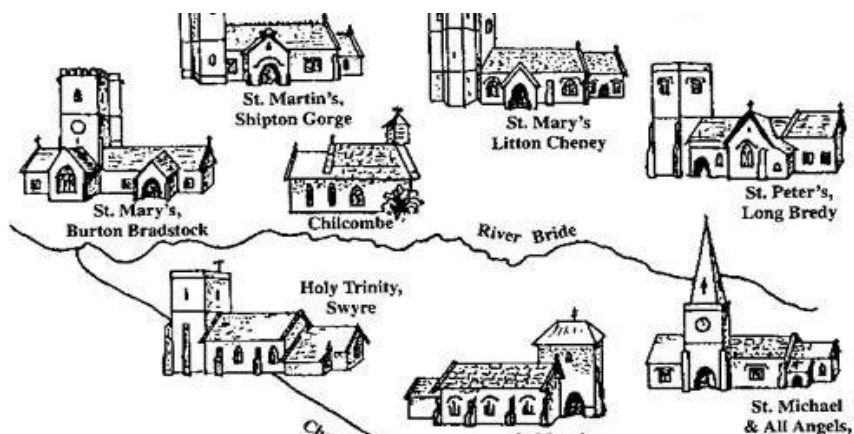 St. Martin's,
Shipton Gorge
St. Mary's
Litton Cheney
St. Mary's,
Burton Bradstock
Chilcombe
St. Peter's,
Long Bredy
River Bride
Holy Trinity,
Swyre
St. Michael
& All Angels,